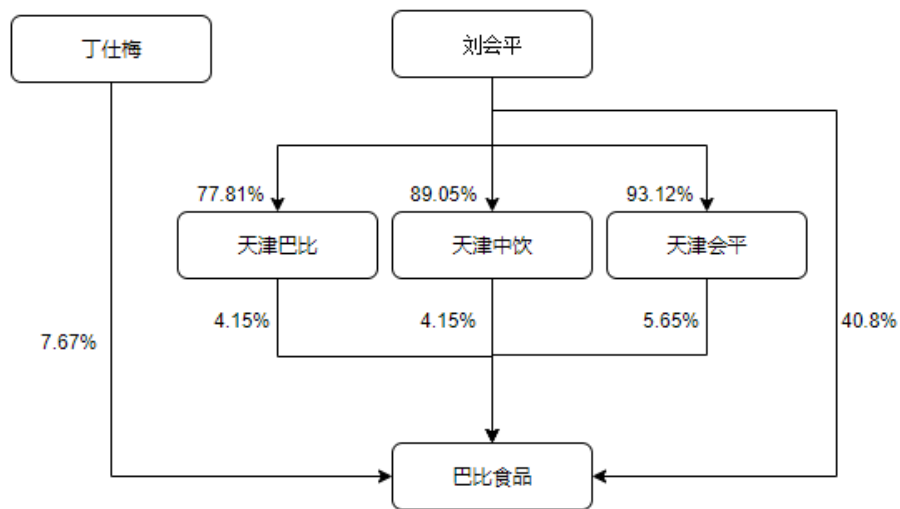 丁仕梅
刘会平
77.81%
89.05%
93.12%
天津巴比
天津中饮
天津会平
7.67%
4.15%
4.15%
5.65%
40.8%
巴比食品